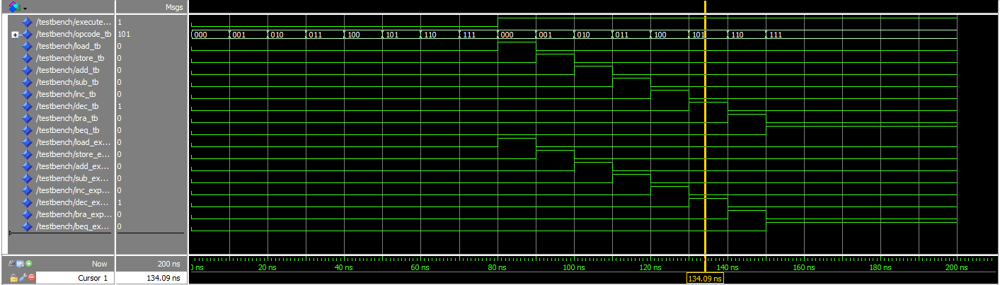 Msgs
/testbench/execute... 1
/testbench/opcode_tb 101 000 001 010 011 100 101 110 111 000 001 010 011 100 101 110 111
/testbench/load_tb 0
/testbench/store_tb 0
/testbench/add_tb 0
/testbench/sub_tb 0
/testbench/inc_tb 0
/testbench/dec_tb 1
/testbench/bra_tb 0
/testbench/beq_tb 0
/testbench/load_ex... 0
/testbench/store_e... 0
/testbench/add_ex... 0
/testbench/sub_ex... 0
/testbench/inc_exp... 0
/testbench/dec_ex... 1
/testbench/bra_exp... 0
/testbench/beq_ex... 0
Now 200 ns ns 20 ns 40 ns 60 ns 80 ns 100 ns 120 ns 140 ns 160 ns 180 ns 200 ns
Cursor 1 134.09 ns 134.09 ns